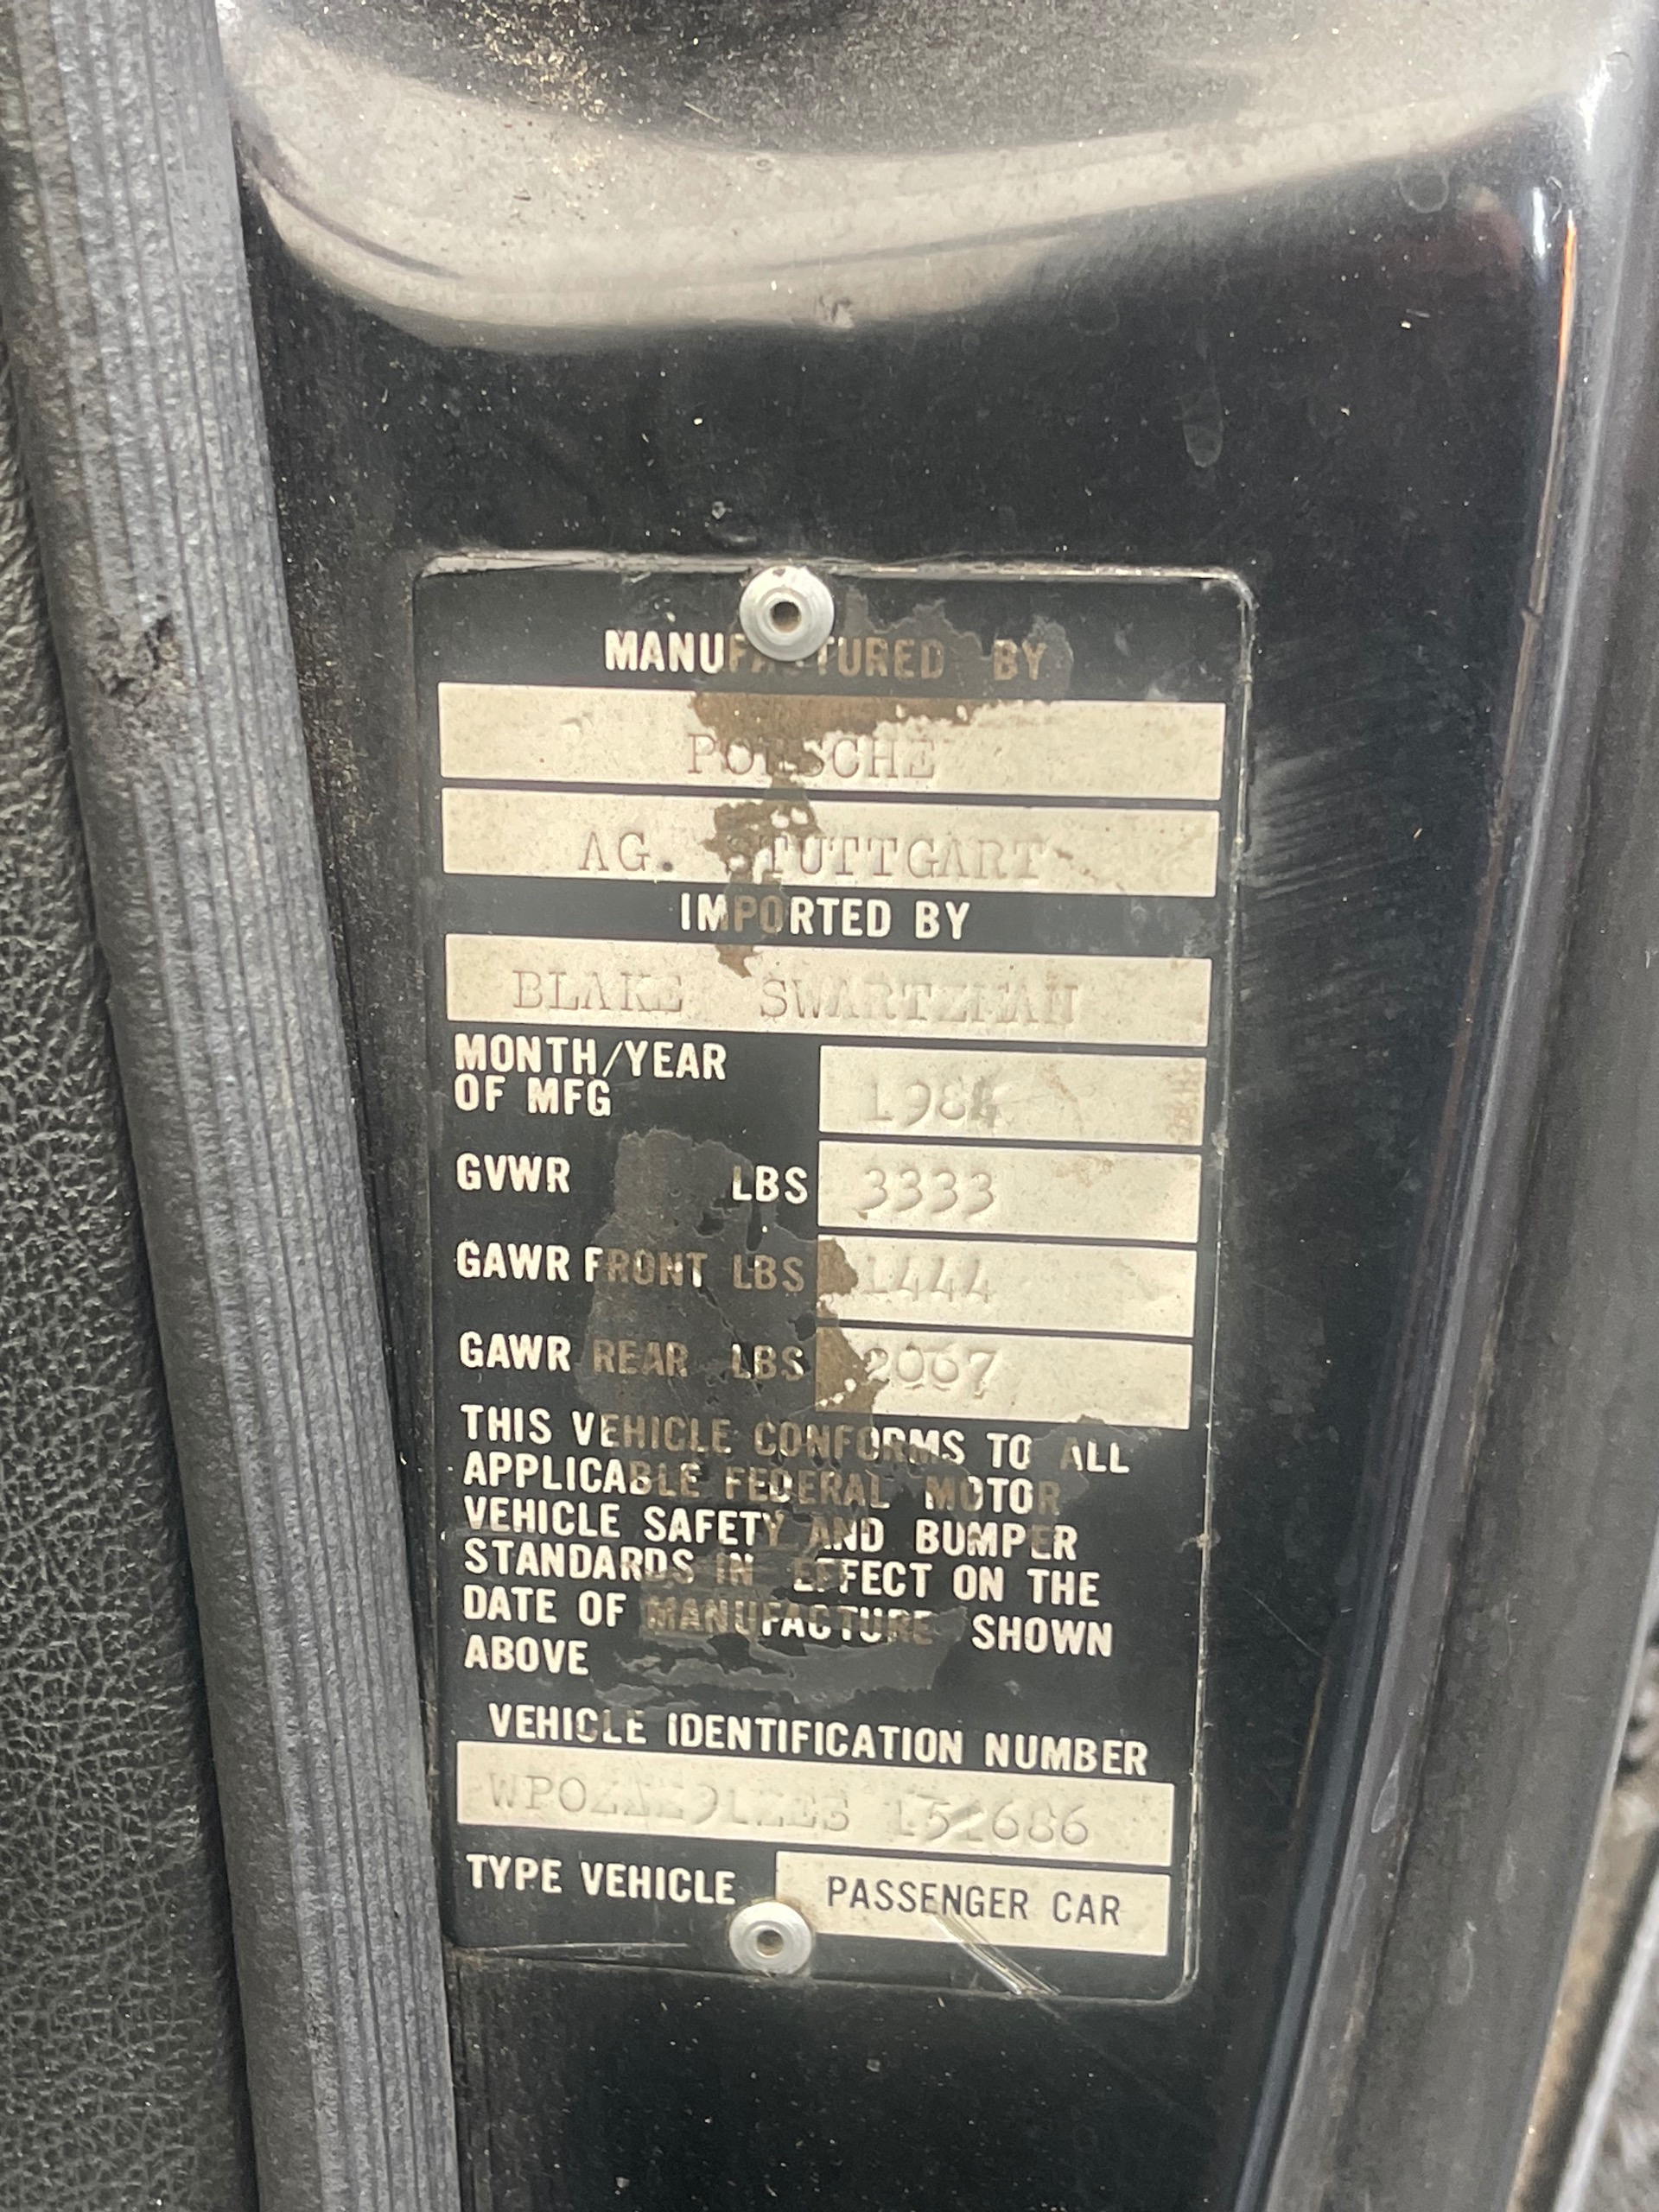 MANUFACTURED BY
PORSCHE
AG. STUTTGART
IMPORTED BY
BLAKE SWARTZMAN
MONTH/YEAR
OF MFG 1984
GVWR LBS 3333
GAWR FRONT LBS 1444
GAWR REAR LBS 2067
THIS VEHICLE CONFORMS TO ALL
APPLICABLE FEDERAL MOTOR
VEHICLE SAFETY AND BUMPER
STANDARDS IN EFFECT ON THE
DATE OF MANUFACTURE SHOWN
ABOVE
VEHICLE IDENTIFICATION NUMBER
TYPE VEHICLE PASSENGER CAR